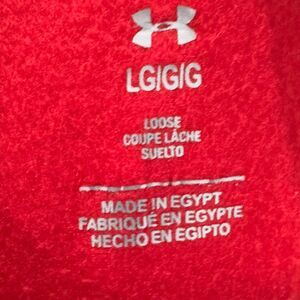 LG/G/G
LOOSE
COUPE LÂCHE
SUELTO
MADE IN EGYPT
FABRIQUÉ EN EGYPTE
HECHO EN EGIPTO